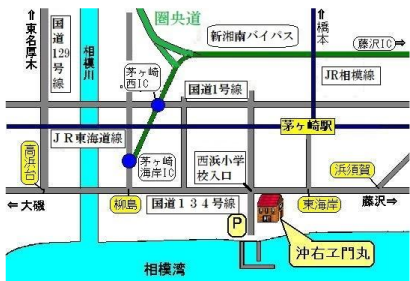 ⇧東名厚木
国道129号線
相模川
圏央道
新湘南バイパス
⇧橋本
藤沢IC⇨
茅ヶ崎
西IC
国道1号線
JR相模線
JR東海道線
茅ヶ崎駅
高浜台
茅ヶ崎
海岸IC
西浜小学
校入口
浜須賀
⇦大磯
柳島
国道134号線
東海岸
藤沢⇨
P
沖右ヱ門丸
相模湾